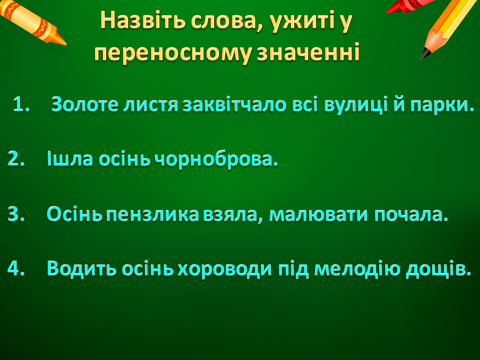 Назвіть слова, ужиті у
переносному значенні
1. Золоте листя заквітчало всі вулиці й парки.
2. Ішла осінь чорноброва.
3. Осінь пензлика взяла, малювати почала.
4. Водить осінь хороводи під мелодію дощів.